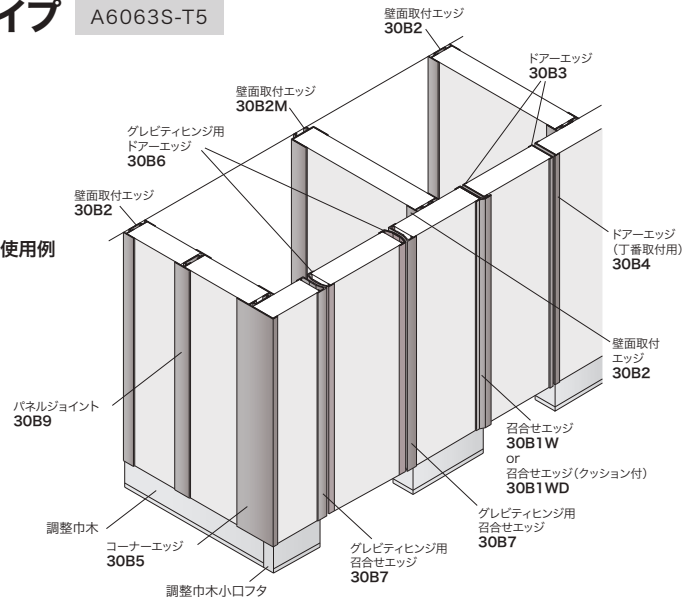 イプ A6063S-T5
壁面取付エッジ
30B2
ドアーエッジ
30B3
壁面取付エッジ
30B2M
グレビティヒンジ用
ドアーエッジ
30B6
壁面取付エッジ
30B2
使用例
ドアーエッジ
（丁番取付用）
30B4
壁面取付
エッジ
30B2
パネルジョイント
30B9
召合せエッジ
30B1W
or
召合せエッジ（クッション付）
30B1WD
グレビティヒンジ用
召合せエッジ
30B7
調整巾木
コーナーエッジ
30B5
グレビティヒンジ用
召合せエッジ
30B7
調整巾木小口フタ